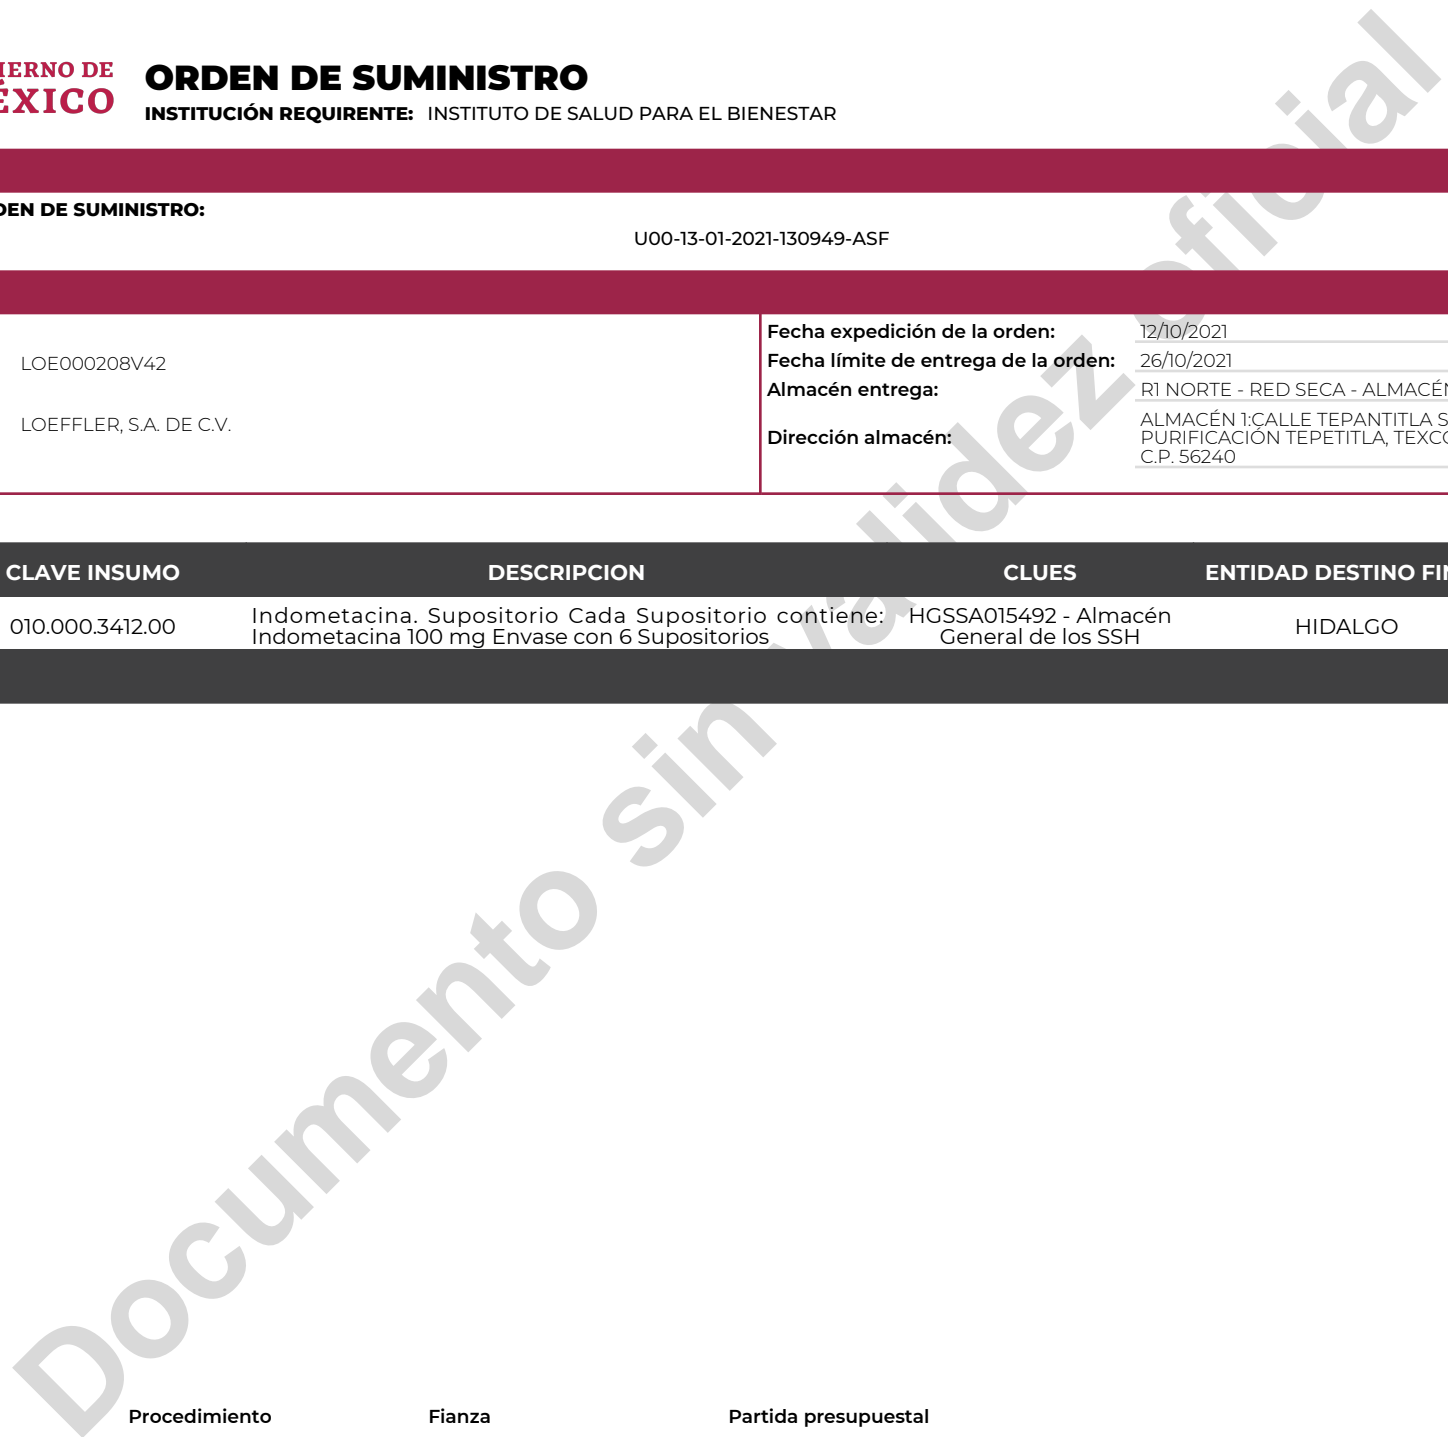 IERNO DE
ÉXICO
ORDEN DE SUMINISTRO
INSTITUCIÓN REQUIRENTE: INSTITUTO DE SALUD PARA EL BIENESTAR
DEN DE SUMINISTRO:
U00-13-01-2021-130949-ASF
LOE000208V42
LOEFFLER, S.A. DE C.V.
Fecha expedición de la orden: 12/10/2021
Fecha límite de entrega de la orden: 26/10/2021
Almacén entrega: R1 NORTE - RED SECA - ALMACÉN
Dirección almacén:
ALMACÉN 1:CALLE TEPANTITLA S
PURIFICACIÓN TEPETITLA, TEXCO
C.P. 56240
CLAVE INSUMO DESCRIPCION CLUES ENTIDAD DESTINO FIN
010.000.3412.00
Indometacina. Supositorio Cada Supositorio contiene:
Indometacina 100 mg Envase con 6 Supositorios
HGSSA015492 - Almacén
General de los SSH
HIDALGO
Documento sin validez oficial
Procedimiento Fianza Partida presupuestal